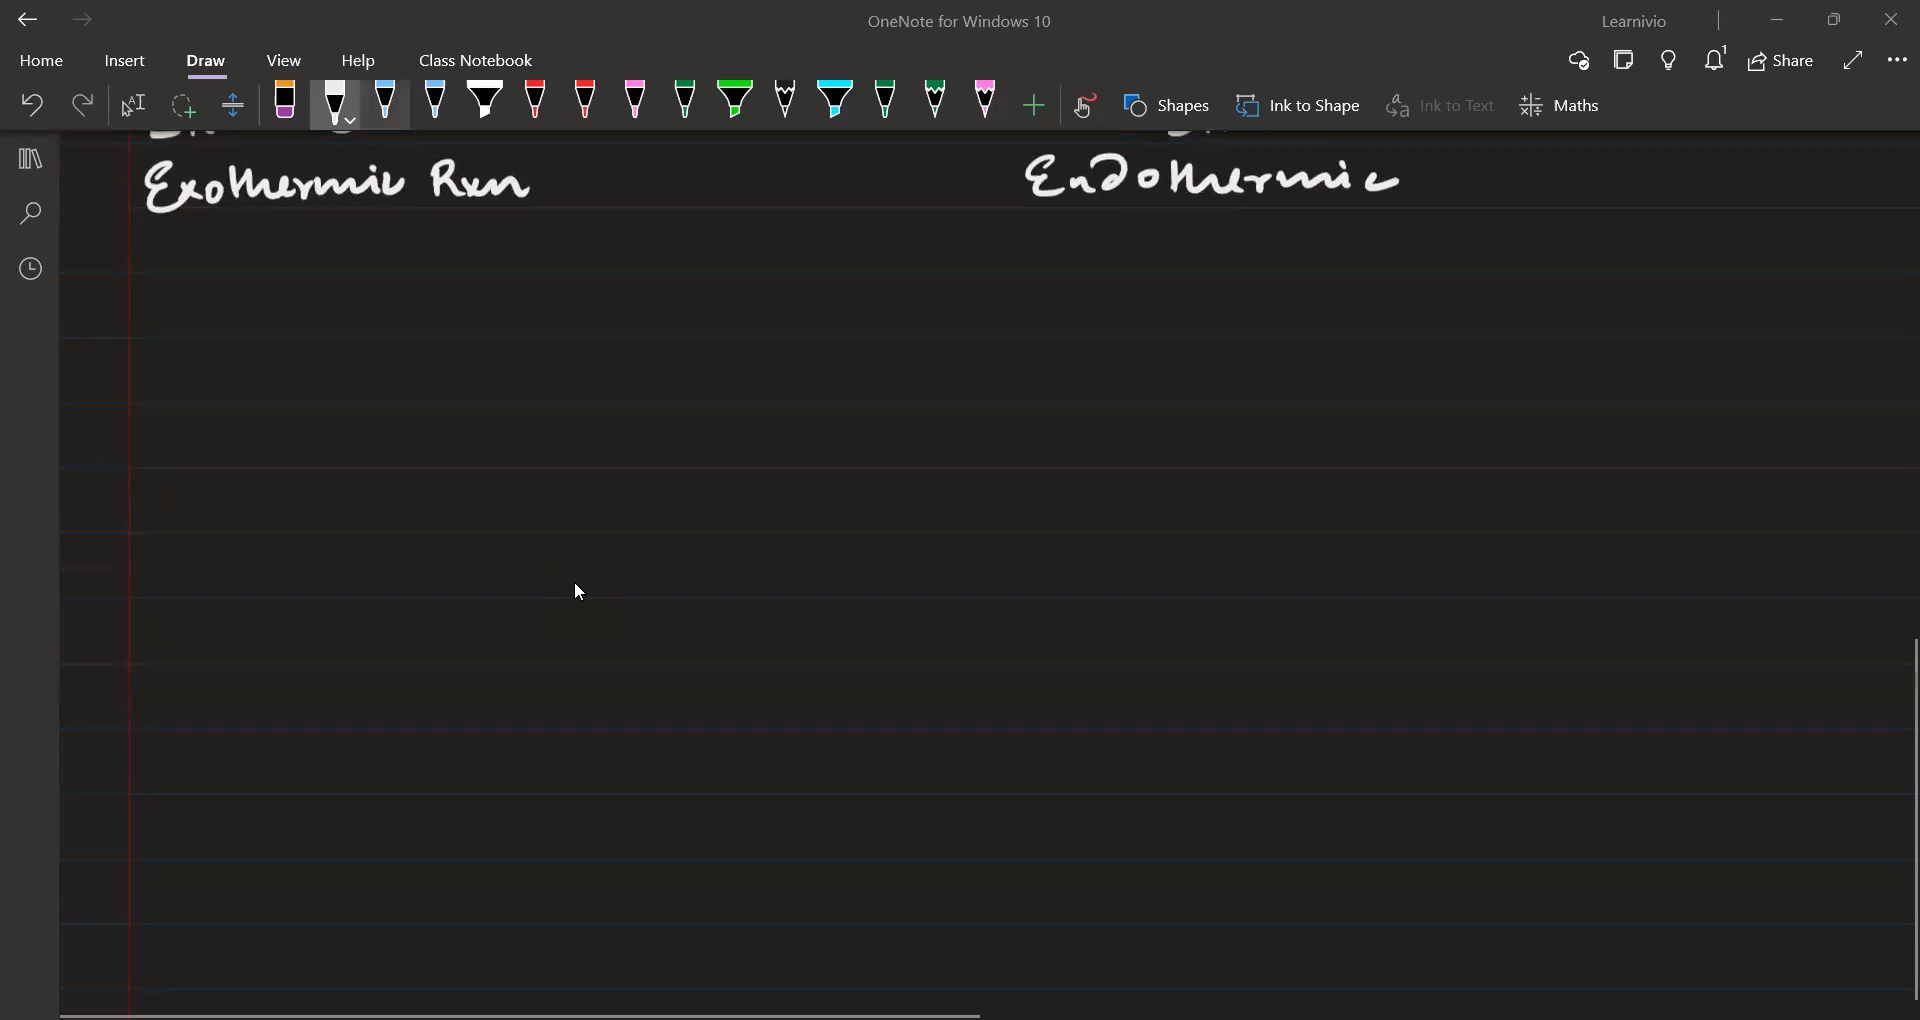 OneNote for Windows 10
Learnivio
Home Insert Draw View Help Class Notebook
1
Share
Shapes Ink to Shape Ink to Text Maths
Exothermic Rxn Endothermic